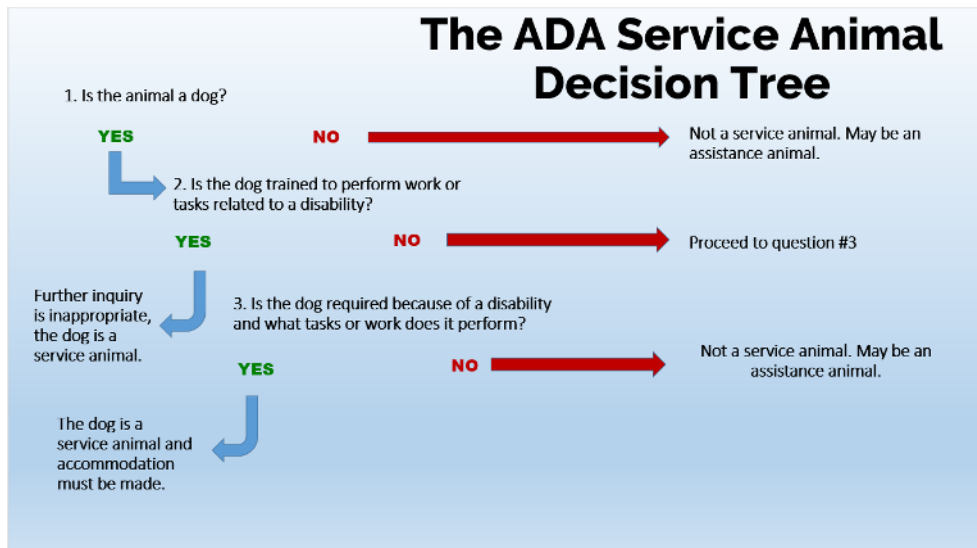 The ADA Service Animal
Decision Tree
1. Is the animal a dog?
YES
NO
Not a service animal. May be an
assistance animal.
2. Is the dog trained to perform work or
tasks related to a disability?
YES
NO
Proceed to question #3
Further inquiry
is inappropriate,
the dog is a
service animal.
3. Is the dog required because of a disability
and what tasks or work does it perform?
YES
NO
Not a service animal. May be an
assistance animal.
The dog is a
service animal and
accommodation
must be made.